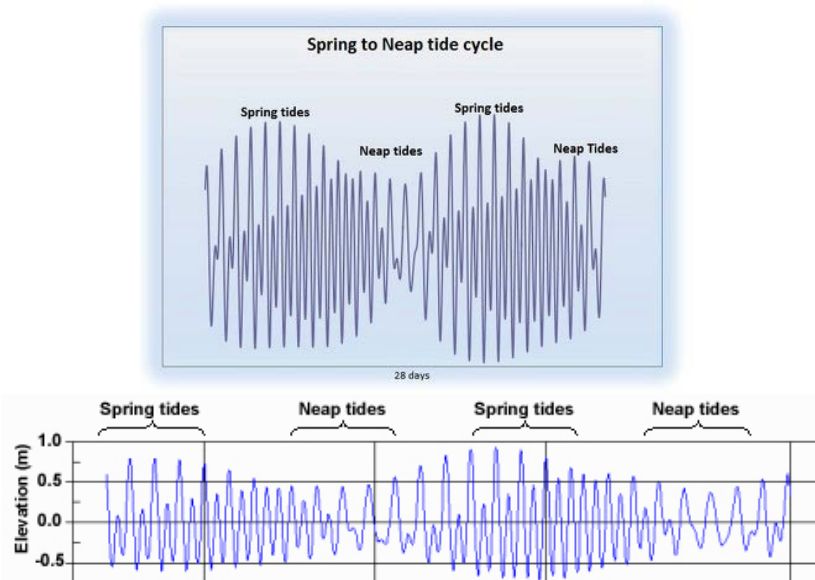 Spring to Neap tide cycle
Spring tides
Spring tides
Neap tides
Neap Tides
28 days
Spring tides
Neap tides
Spring tides
Neap tides
Elevation (m)
1.0
0.5
0.0
-0.5